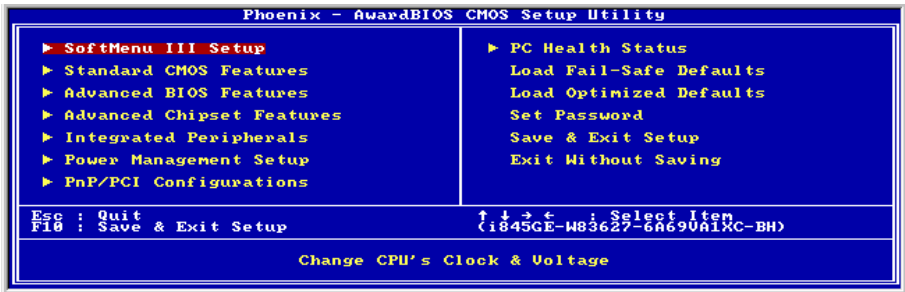 Phoenix - AwardBIOS CMOS Setup Utility
▶ SoftMenu III Setup
▶ Standard CMOS Features
▶ Advanced BIOS Features
▶ Advanced Chipset Features
▶ Integrated Peripherals
▶ Power Management Setup
▶ PnP/PCI Configurations
▶ PC Health Status
Load Fail-Safe Defaults
Load Optimized Defaults
Set Password
Save & Exit Setup
Exit Without Saving
Esc : Quit
F10 : Save & Exit Setup
↑ ↓ → ← : Select Item
(i845GE-W83627-6A69VA1XC-BH)
Change CPU's Clock & Voltage